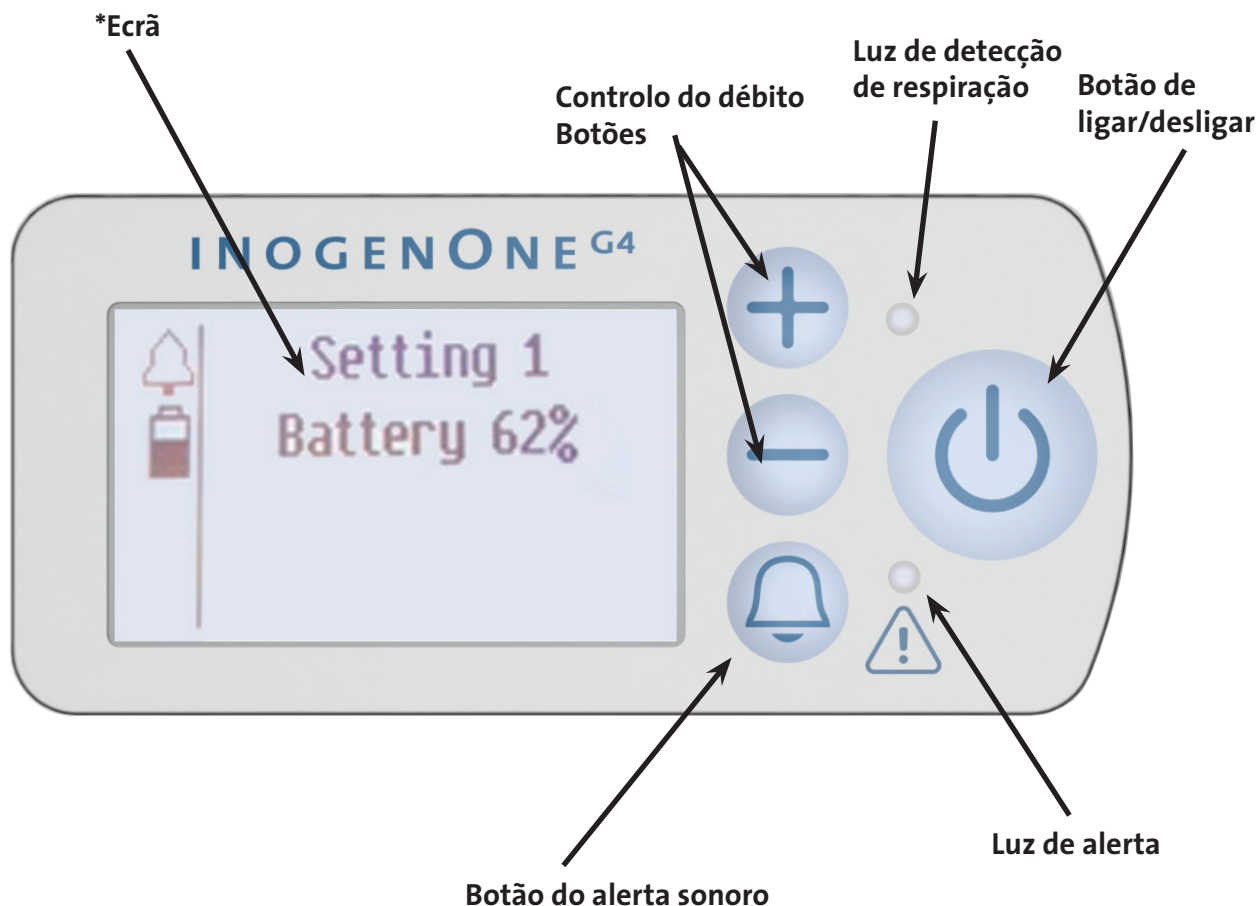 *Ecrã
Luz de detecção
de respiração
Controlo do débito
Botões
Botão de
ligar/desligar
INOGENONE G4
Setting 1
Battery 62%
Luz de alerta
Botão do alerta sonoro